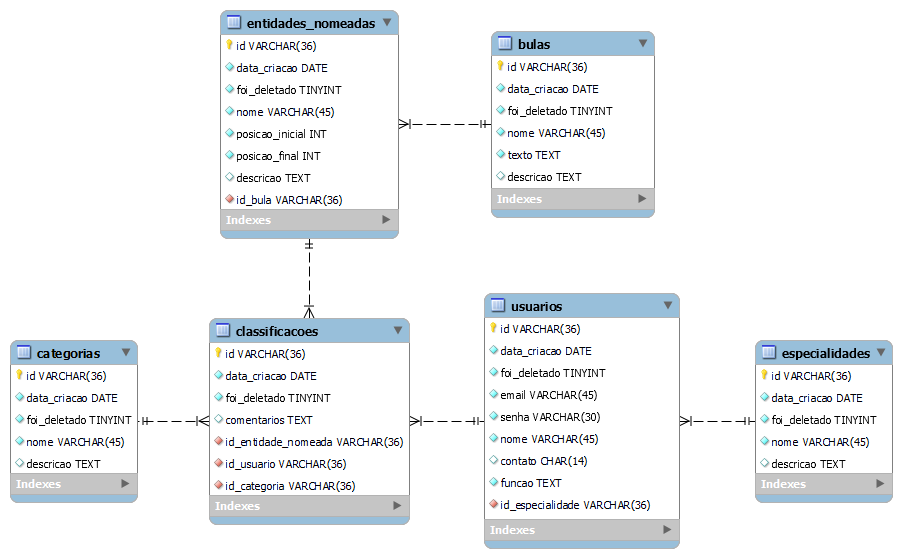 entidades_nomeadas
id VARCHAR(36)
data_criacao DATE
foi_deletado TINYINT
nome VARCHAR(45)
posicao_inicial INT
posicao_final INT
descricao TEXT
id_bula VARCHAR(36)
Indexes
bulas
id VARCHAR(36)
data_criacao DATE
foi_deletado TINYINT
nome VARCHAR(45)
texto TEXT
descricao TEXT
Indexes
categorias
id VARCHAR(36)
data_criacao DATE
foi_deletado TINYINT
nome VARCHAR(45)
descricao TEXT
Indexes
classificacoes
id VARCHAR(36)
data_criacao DATE
foi_deletado TINYINT
comentarios TEXT
id_entidade_nomeada VARCHAR(36)
id_usuario VARCHAR(36)
id_categoria VARCHAR(36)
Indexes
usuarios
id VARCHAR(36)
data_criacao DATE
foi_deletado TINYINT
email VARCHAR(45)
senha VARCHAR(30)
nome VARCHAR(45)
contato CHAR(14)
funcao TEXT
id_especialidade VARCHAR(36)
Indexes
especialidades
id VARCHAR(36)
data_criacao DATE
foi_deletado TINYINT
nome VARCHAR(45)
descricao TEXT
Indexes